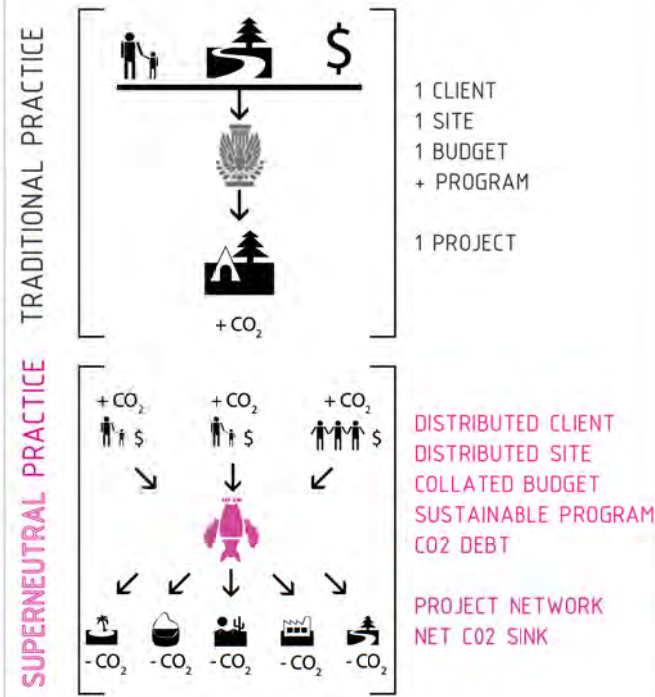 TRADITIONAL PRACTICE
$
1 CLIENT
1 SITE
1 BUDGET
+ PROGRAM
1 PROJECT
+ CO₂
SUPERNEUTRAL PRACTICE
+ CO₂ + CO₂ + CO₂
$ $ $
DISTRIBUTED CLIENT
DISTRIBUTED SITE
COLLATED BUDGET
SUSTAINABLE PROGRAM
CO2 DEBT
PROJECT NETWORK
NET CO2 SINK
- CO₂ - CO₂ - CO₂ - CO₂ - CO₂